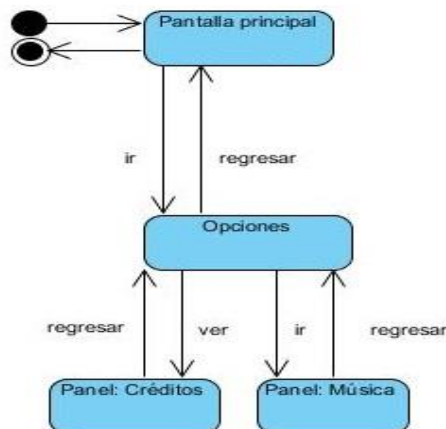 Pantalla principal
ir
regresar
Opciones
regresar
ver
ir
regresar
Panel: Créditos
Panel: Música